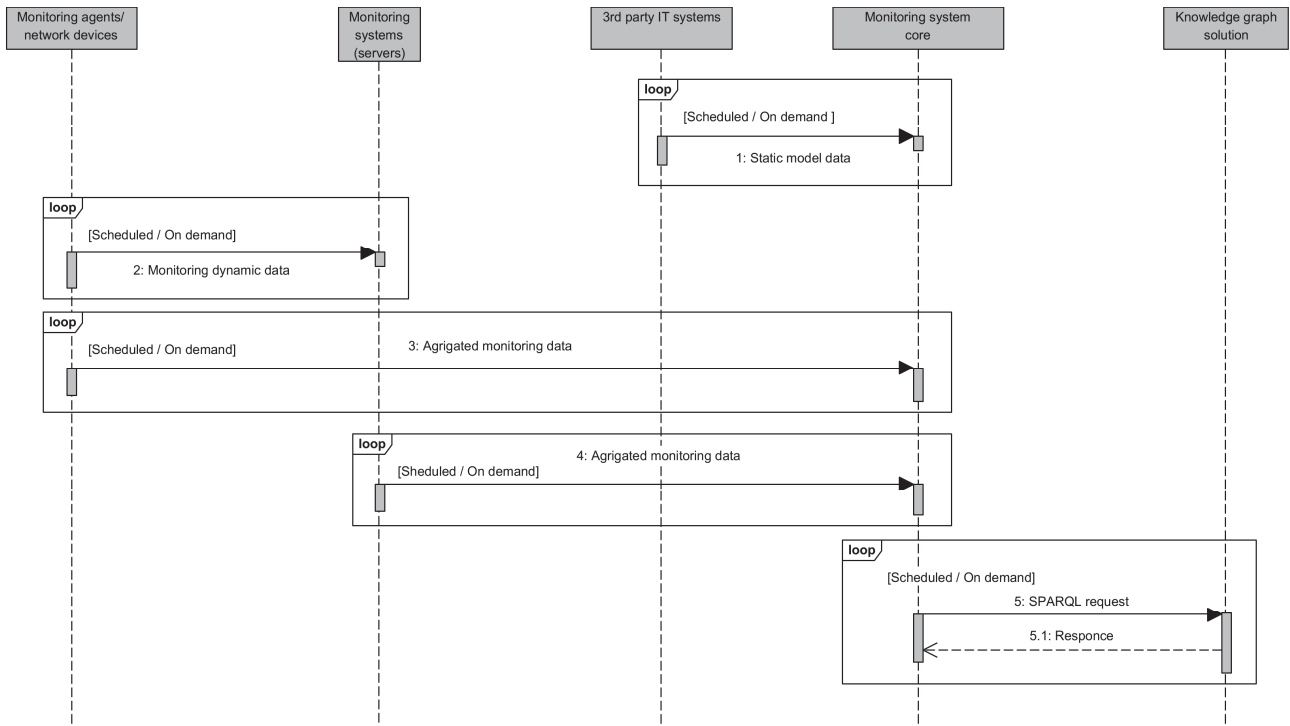 Monitoring agents/
network devices
Monitoring
systems
(servers)
3rd party IT systems
Monitoring system
core
Knowledge graph
solution
loop
[Scheduled / On demand ]
1: Static model data
loop
[Scheduled / On demand]
2: Monitoring dynamic data
loop
[Scheduled / On demand]
3: Agrigated monitoring data
loop
4: Agrigated monitoring data
[Sheduled / On demand]
loop
[Scheduled / On demand]
5: SPARQL request
5.1: Responce